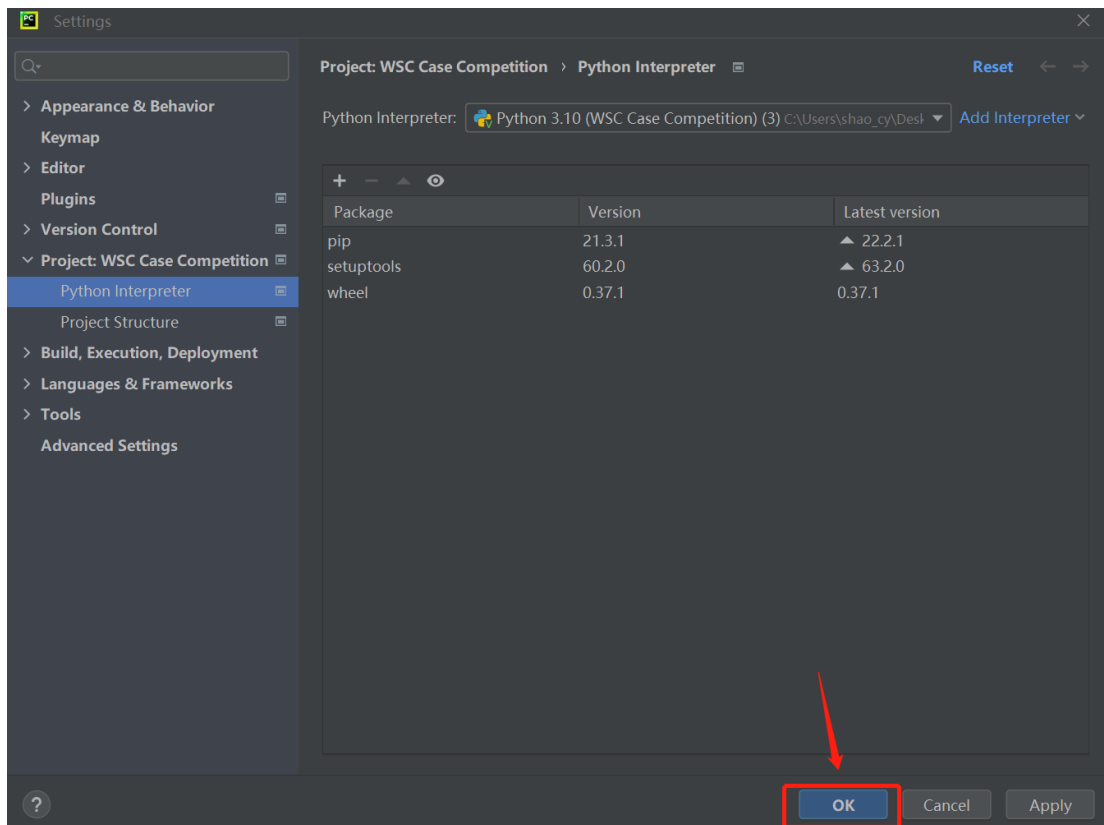 PC Settings
Project: WSC Case Competition › Python Interpreter Reset
Python Interpreter: Python 3.10 (WSC Case Competition) (3) C:\Users\shao_cy\Desk Add Interpreter
Appearance & Behavior
Keymap
Editor
Plugins
Version Control
Project: WSC Case Competition
Python Interpreter
Project Structure
Build, Execution, Deployment
Languages & Frameworks
Tools
Advanced Settings
Package Version Latest version
pip 21.3.1 22.2.1
setuptools 60.2.0 63.2.0
wheel 0.37.1 0.37.1
? OK Cancel Apply